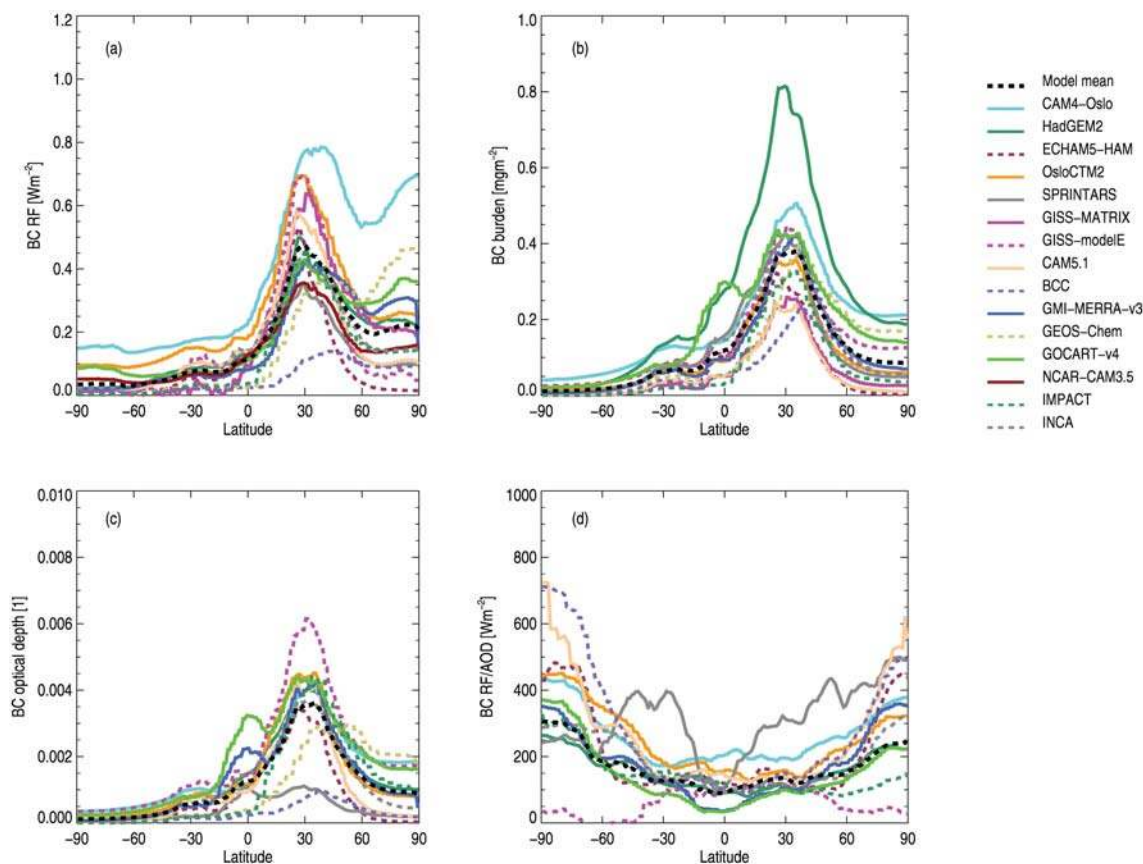 (a)
BC RF [Wm⁻²]
1.2
1.0
0.8
0.6
0.4
0.2
0.0
−90 −60 −30 0 30 60 90
Latitude
(b)
BC burden [mgm⁻²]
1.0
0.8
0.6
0.4
0.2
0.0
−90 −60 −30 0 30 60 90
Latitude
Model mean
CAM4−Oslo
HadGEM2
ECHAM5−HAM
OsloCTM2
SPRINTARS
GISS−MATRIX
GISS−modelE
CAM5.1
BCC
GMI−MERRA−v3
GEOS−Chem
GOCART−v4
NCAR−CAM3.5
IMPACT
INCA
(c)
BC optical depth [1]
0.010
0.008
0.006
0.004
0.002
0.000
−90 −60 −30 0 30 60 90
Latitude
(d)
BC RF/AOD [Wm⁻²]
1000
800
600
400
200
0
−90 −60 −30 0 30 60 90
Latitude